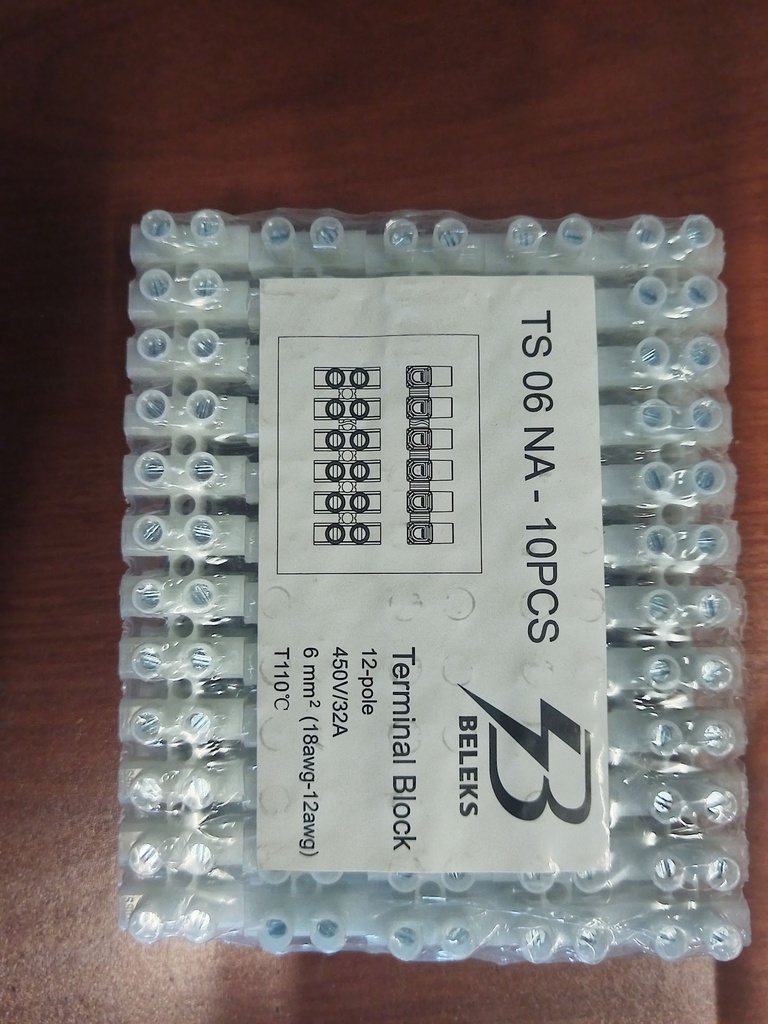 TS 06 NA - 10PCS
BELEKS
Terminal Block
12-pole
450V/32A
6 mm² (18awg-12awg)
T110℃